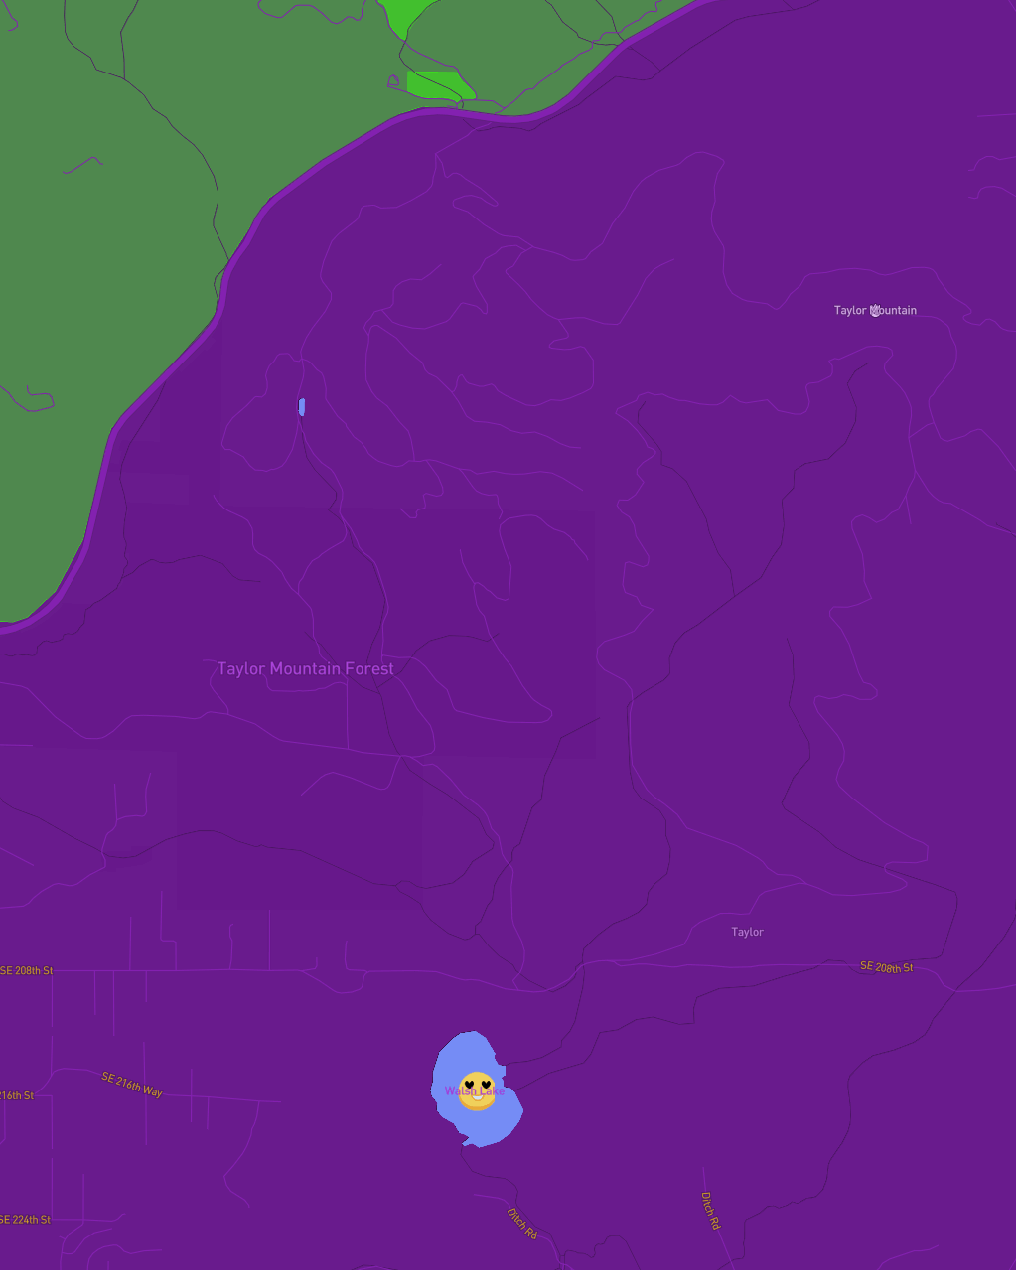 Taylor Mountain
Taylor Mountain Forest
Taylor
SE 208th St
SE 208th St
Walsh Lake
SE 216th Way
216th St
Ditch Rd
Ditch Rd
SE 224th St